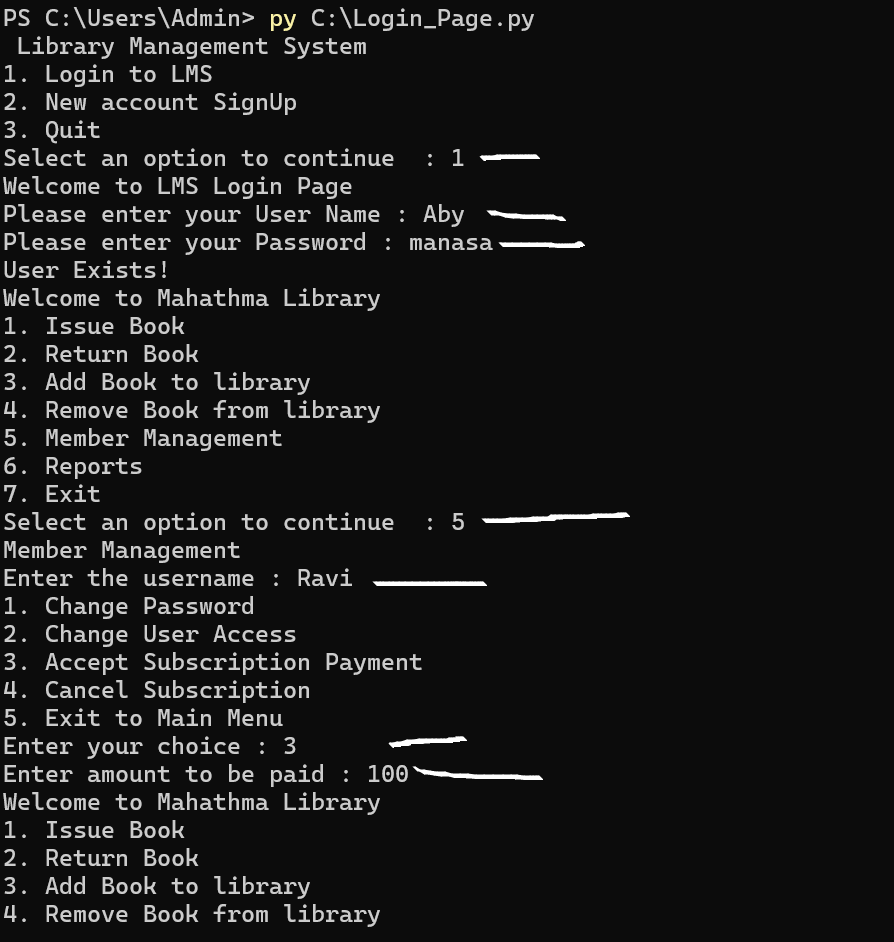 PS C:\Users\Admin> py C:\Login_Page.py
Library Management System
1. Login to LMS
2. New account SignUp
3. Quit
Select an option to continue  : 1
Welcome to LMS Login Page
Please enter your User Name : Aby
Please enter your Password : manasa
User Exists!
Welcome to Mahathma Library
1. Issue Book
2. Return Book
3. Add Book to library
4. Remove Book from library
5. Member Management
6. Reports
7. Exit
Select an option to continue  : 5
Member Management
Enter the username : Ravi
1. Change Password
2. Change User Access
3. Accept Subscription Payment
4. Cancel Subscription
5. Exit to Main Menu
Enter your choice : 3
Enter amount to be paid : 100
Welcome to Mahathma Library
1. Issue Book
2. Return Book
3. Add Book to library
4. Remove Book from library